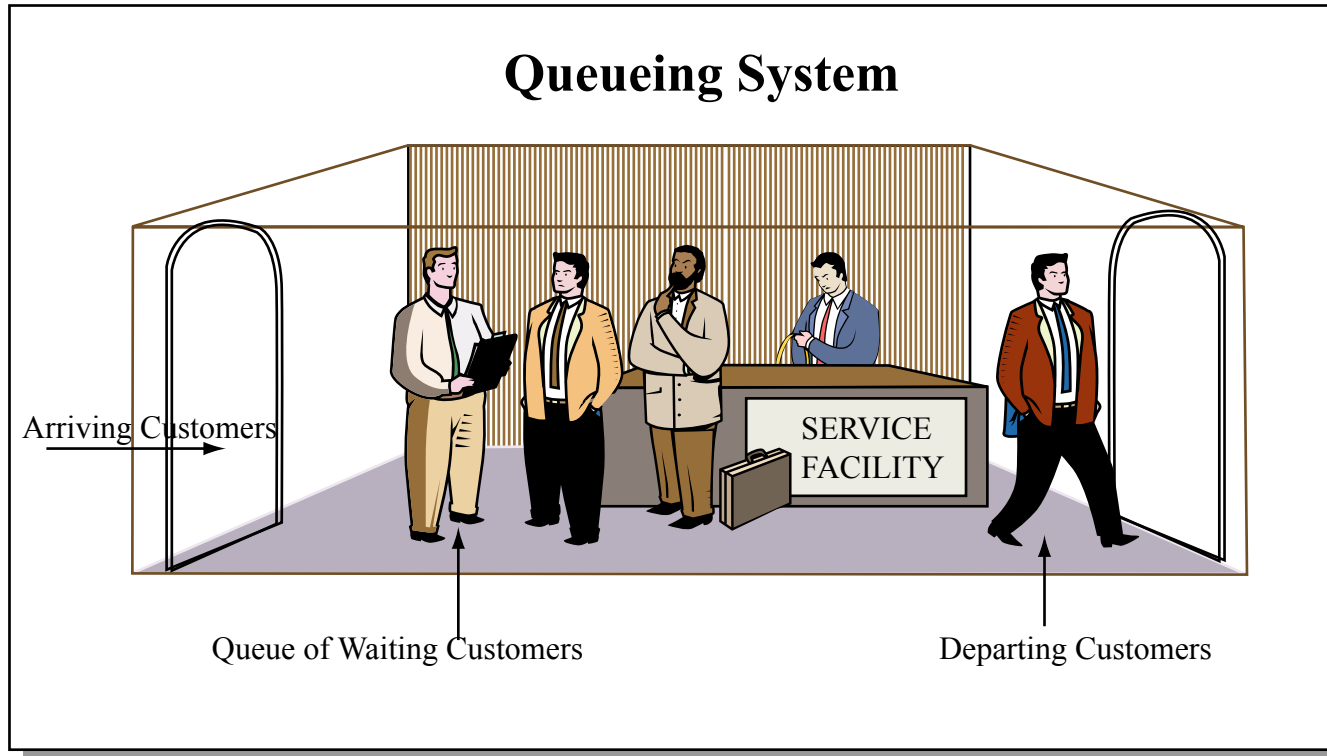 Queueing System
Arriving Customers
SERVICE
FACILITY
Queue of Waiting Customers
Departing Customers